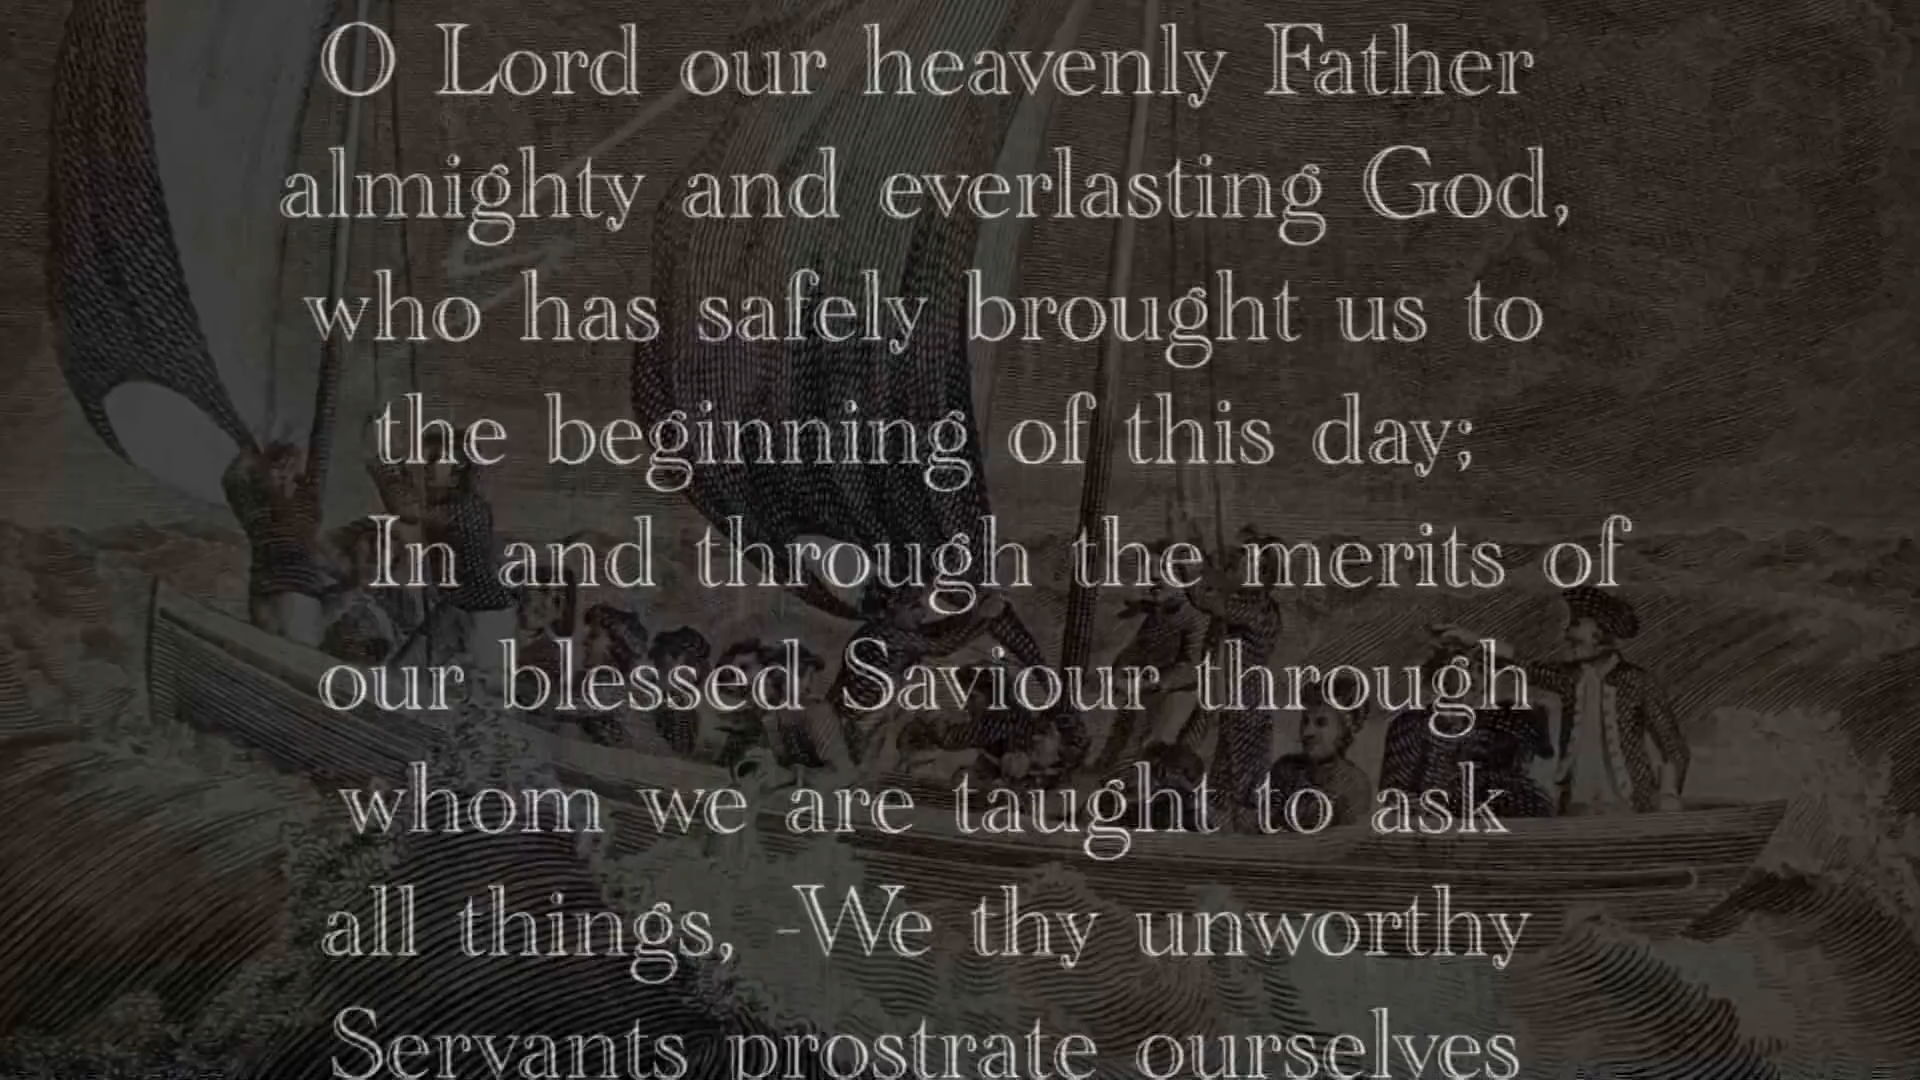 O Lord our heavenly Father
almighty and everlasting God,
who has safely brought us to
the beginning of this day;
In and through the merits of
our blessed Saviour through
whom we are taught to ask
all things, -We thy unworthy
Servants prostrate ourselves